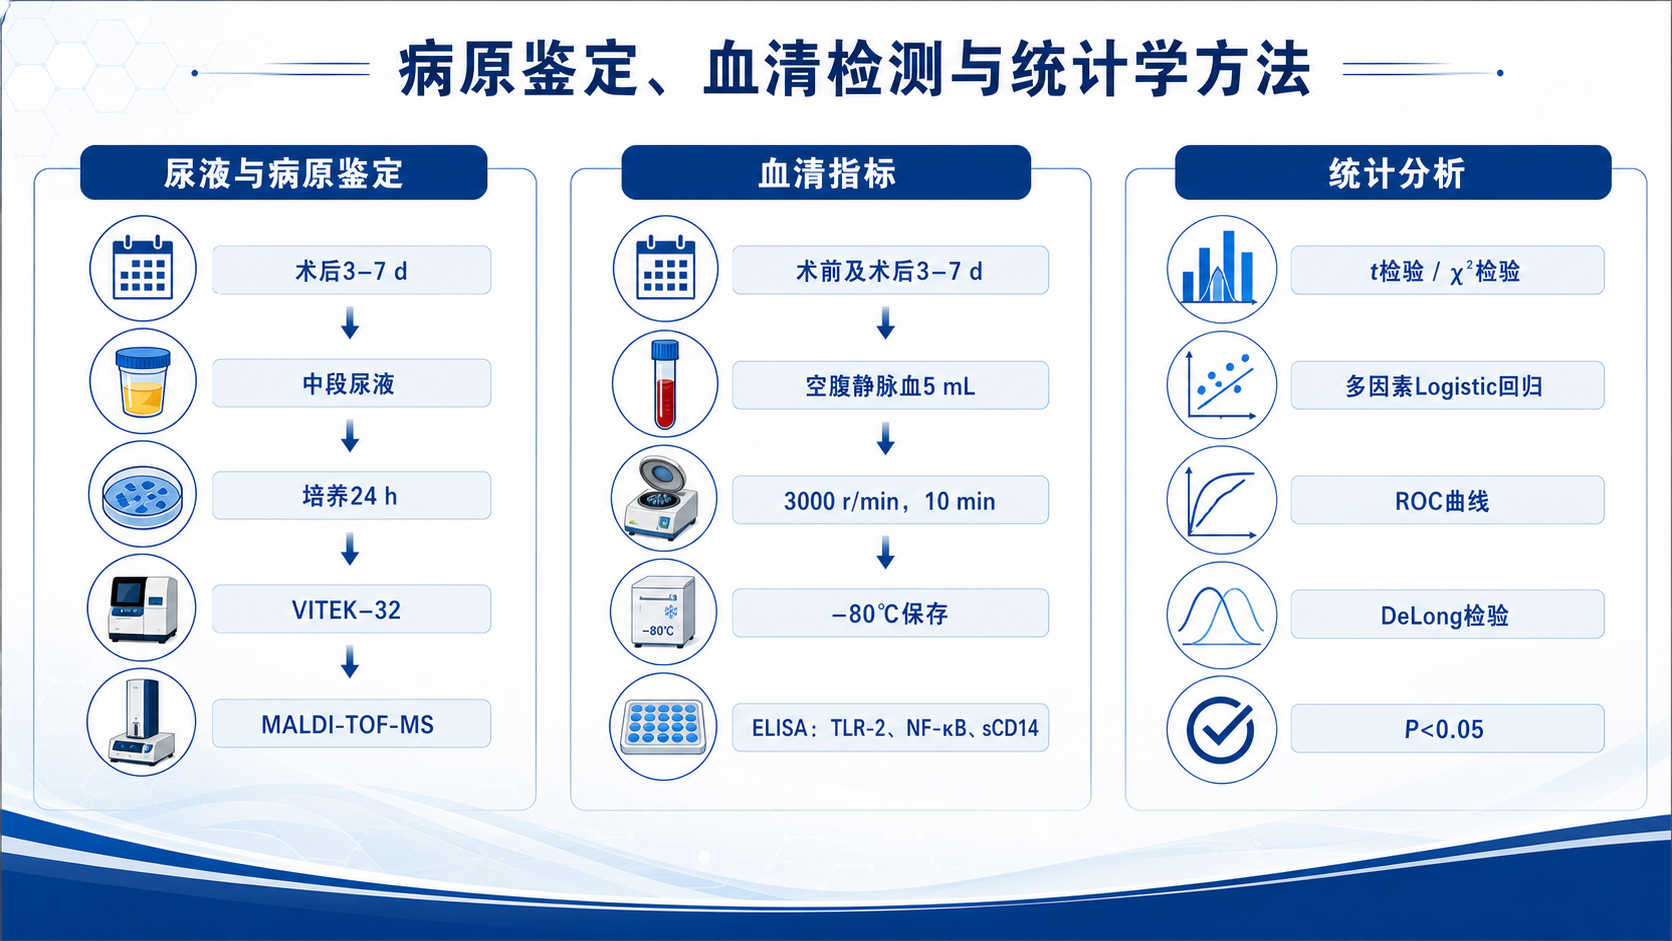 病原鉴定、血清检测与统计学方法
尿液与病原鉴定
术后3–7 d
中段尿液
培养24 h
VITEK–32
MALDI-TOF-MS
血清指标
术前及术后3–7 d
空腹静脉血5 mL
3000 r/min，10 min
–80℃保存
–80℃
ELISA：TLR-2、NF-κB、sCD14
统计分析
t检验 / χ²检验
多因素Logistic回归
ROC曲线
DeLong检验
P<0.05